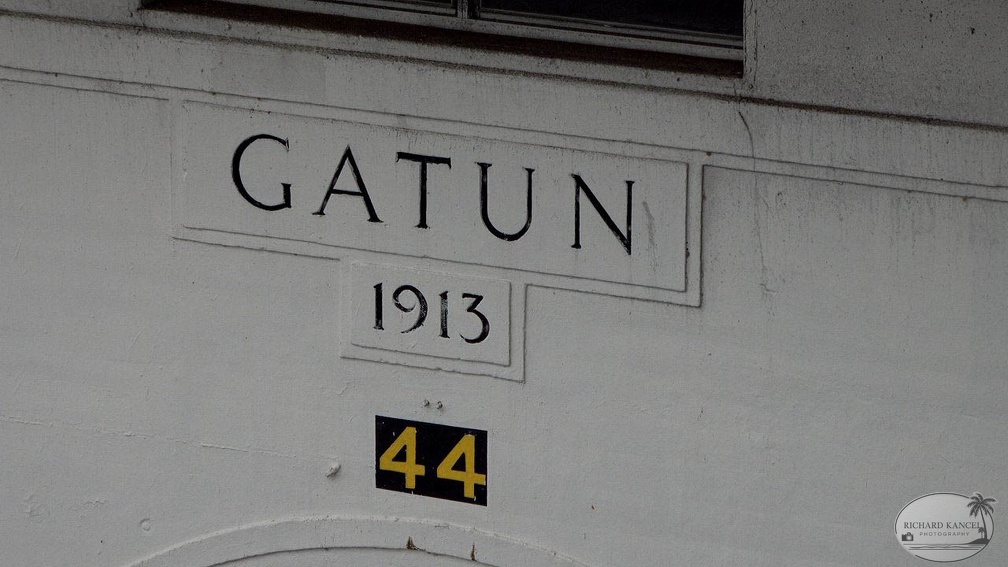 GATUN
1913
44
RICHARD KANCEL
PHOTOGRAPHY